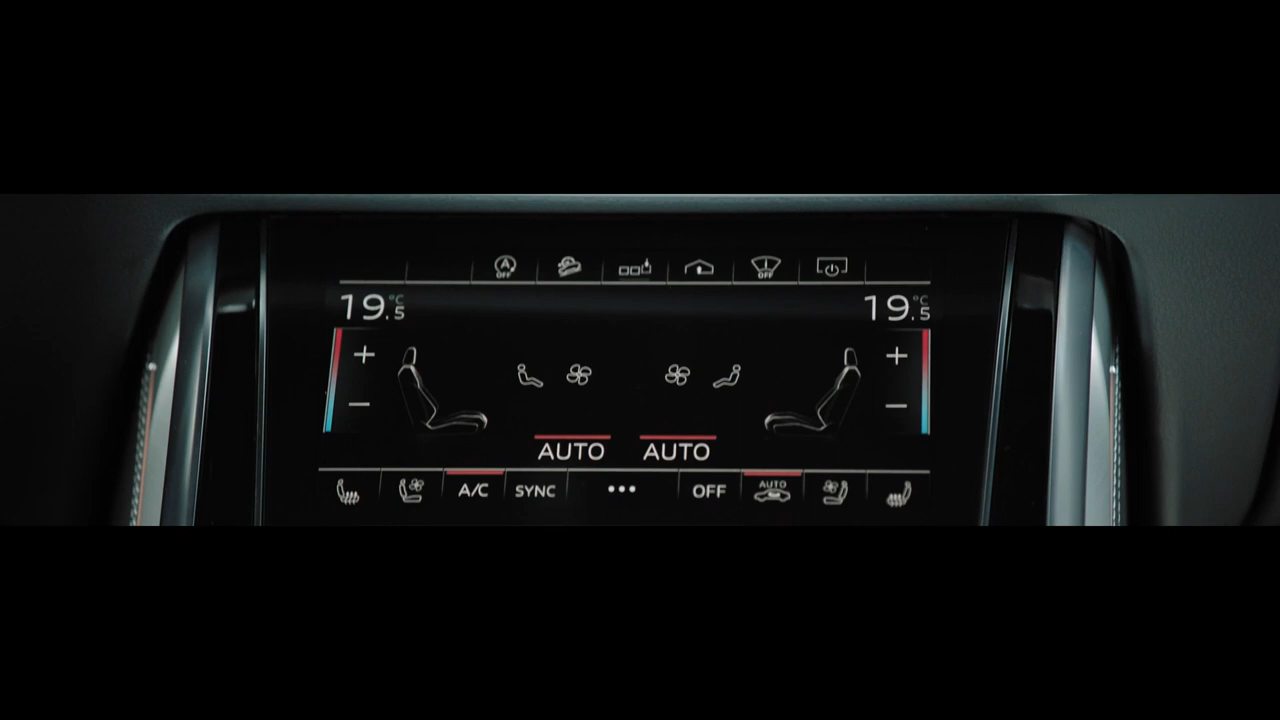 A OFF OFF
19.5 °C 19.5 °C
+ +
− −
AUTO AUTO
A/C SYNC ••• OFF AUTO